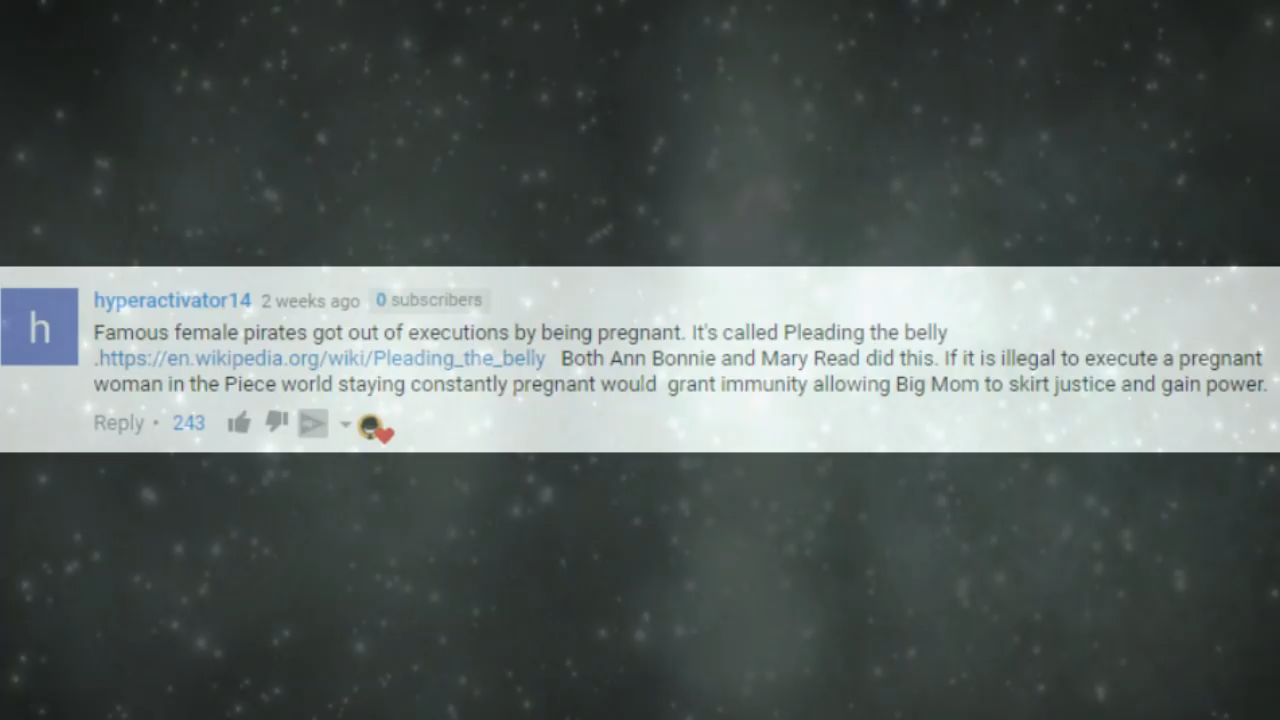 h
hyperactivator14 2 weeks ago 0 subscribers
Famous female pirates got out of executions by being pregnant. It's called Pleading the belly
.https://en.wikipedia.org/wiki/Pleading_the_belly Both Ann Bonnie and Mary Read did this. If it is illegal to execute a pregnant
woman in the Piece world staying constantly pregnant would grant immunity allowing Big Mom to skirt justice and gain power.
Reply • 243